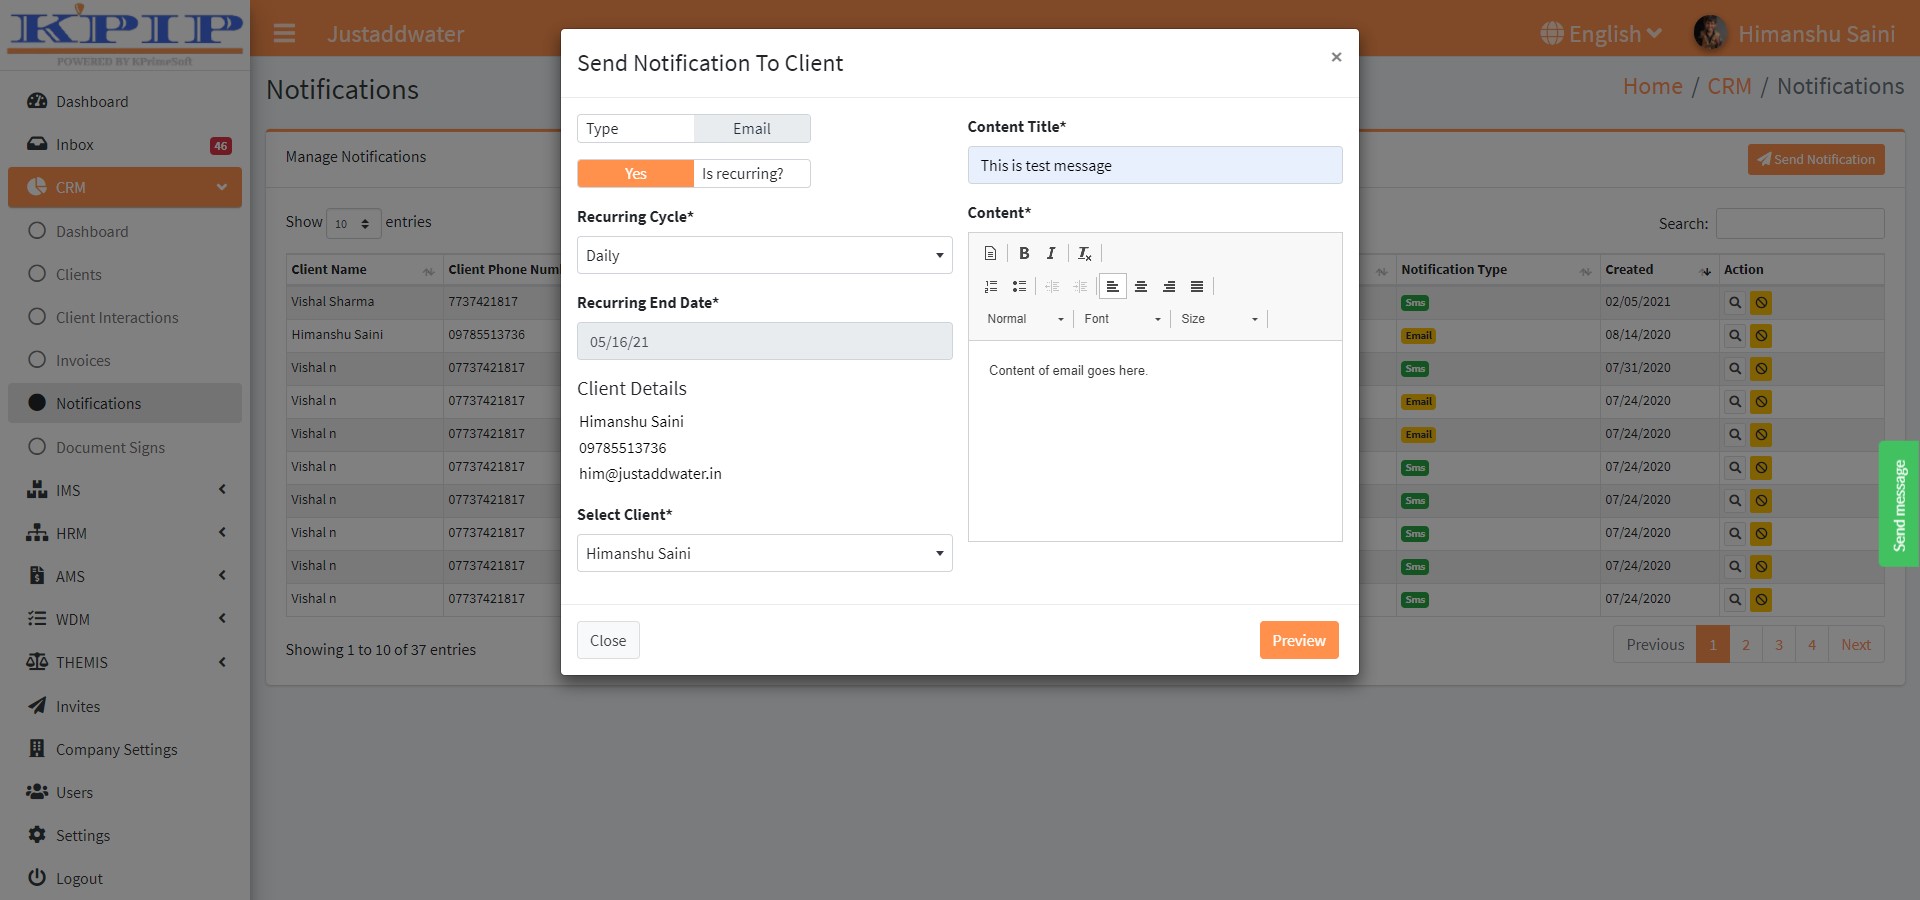 KPIP
POWERED BY KPrimeSoft
Justaddwater
English
Himanshu Saini
Dashboard
Inbox
46
CRM
Dashboard
Clients
Client Interactions
Invoices
Notifications
Document Signs
IMS
HRM
AMS
WDM
THEMIS
Invites
Company Settings
Users
Settings
Logout
Notifications
Home / CRM / Notifications
Manage Notifications
Send Notification
Show 10 entries
Search:
Client Name Client Phone Num Notification Type Created Action
Vishal Sharma 7737421817 Sms 02/05/2021
Himanshu Saini 09785513736 Email 08/14/2020
Vishal n 07737421817 Sms 07/31/2020
Vishal n 07737421817 Email 07/24/2020
Vishal n 07737421817 Email 07/24/2020
Vishal n 07737421817 Sms 07/24/2020
Vishal n 07737421817 Sms 07/24/2020
Vishal n 07737421817 Sms 07/24/2020
Vishal n 07737421817 Sms 07/24/2020
Vishal n 07737421817 Sms 07/24/2020
Showing 1 to 10 of 37 entries
Previous 1 2 3 4 Next
Send Notification To Client
×
Type Email
Yes Is recurring?
Recurring Cycle*
Daily
Recurring End Date*
05/16/21
Client Details
Himanshu Saini
09785513736
him@justaddwater.in
Select Client*
Himanshu Saini
Content Title*
This is test message
Content*
B I Tx
Normal Font Size
Content of email goes here.
Close
Preview
Send message